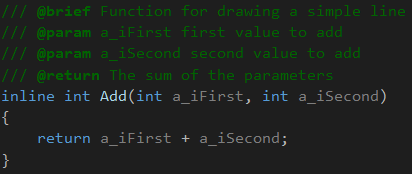 /// @brief Function for drawing a simple line
/// @param a_iFirst first value to add
/// @param a_iSecond second value to add
/// @return The sum of the parameters
inline int Add(int a_iFirst, int a_iSecond)
{
    return a_iFirst + a_iSecond;
}